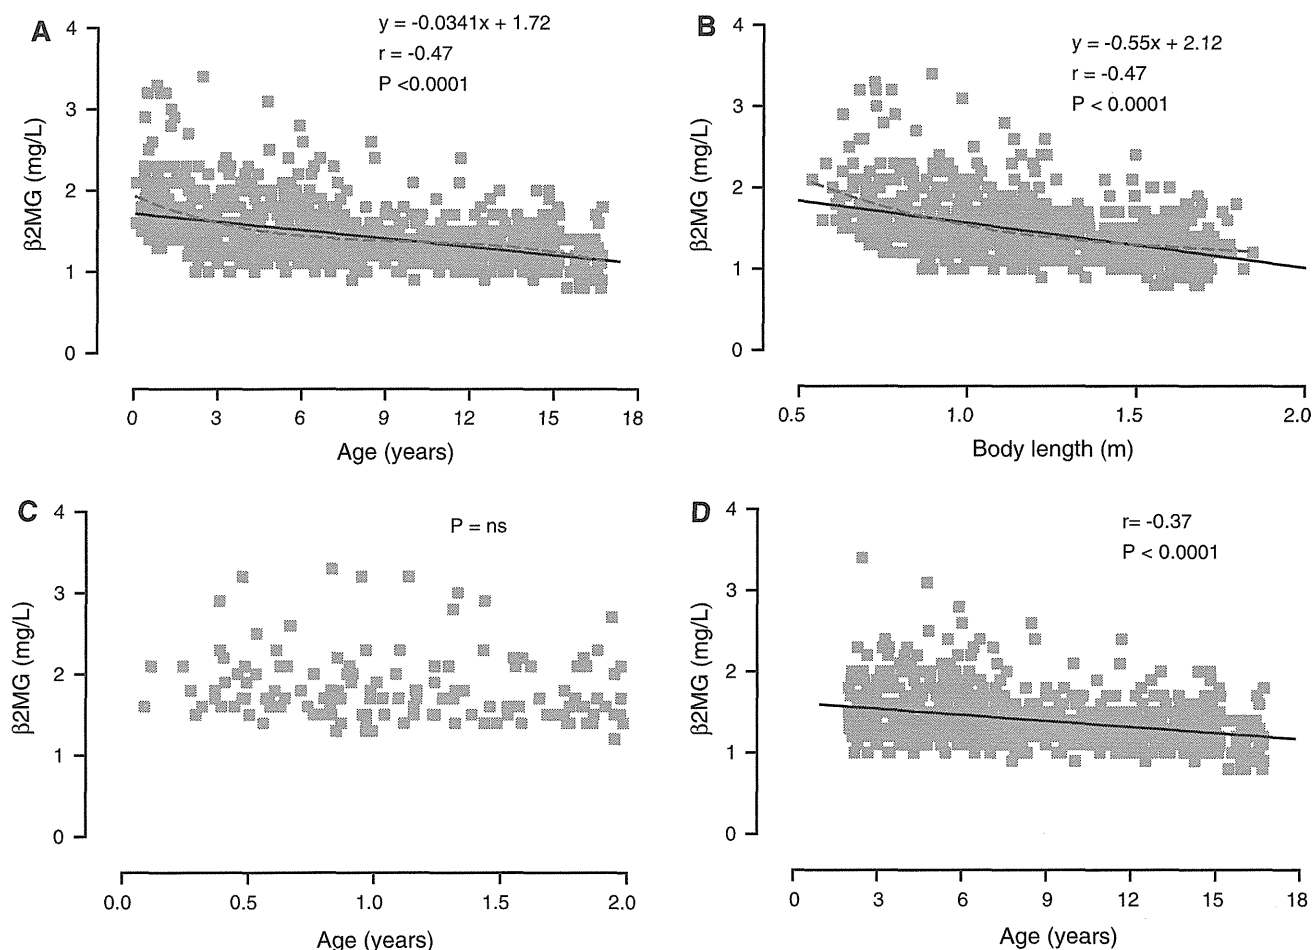 A
y = -0.0341x + 1.72
r = -0.47
P <0.0001
β2MG (mg/L)
4
3
2
1
0
0 3 6 9 12 15 18
Age (years)
B
y = -0.55x + 2.12
r = -0.47
P < 0.0001
β2MG (mg/L)
4
3
2
1
0
0.5 1.0 1.5 2.0
Body length (m)
C
P = ns
β2MG (mg/L)
4
3
2
1
0
0.0 0.5 1.0 1.5 2.0
Age (years)
D
r= -0.37
P < 0.0001
β2MG (mg/L)
4
3
2
1
0
0 3 6 9 12 15 18
Age (years)